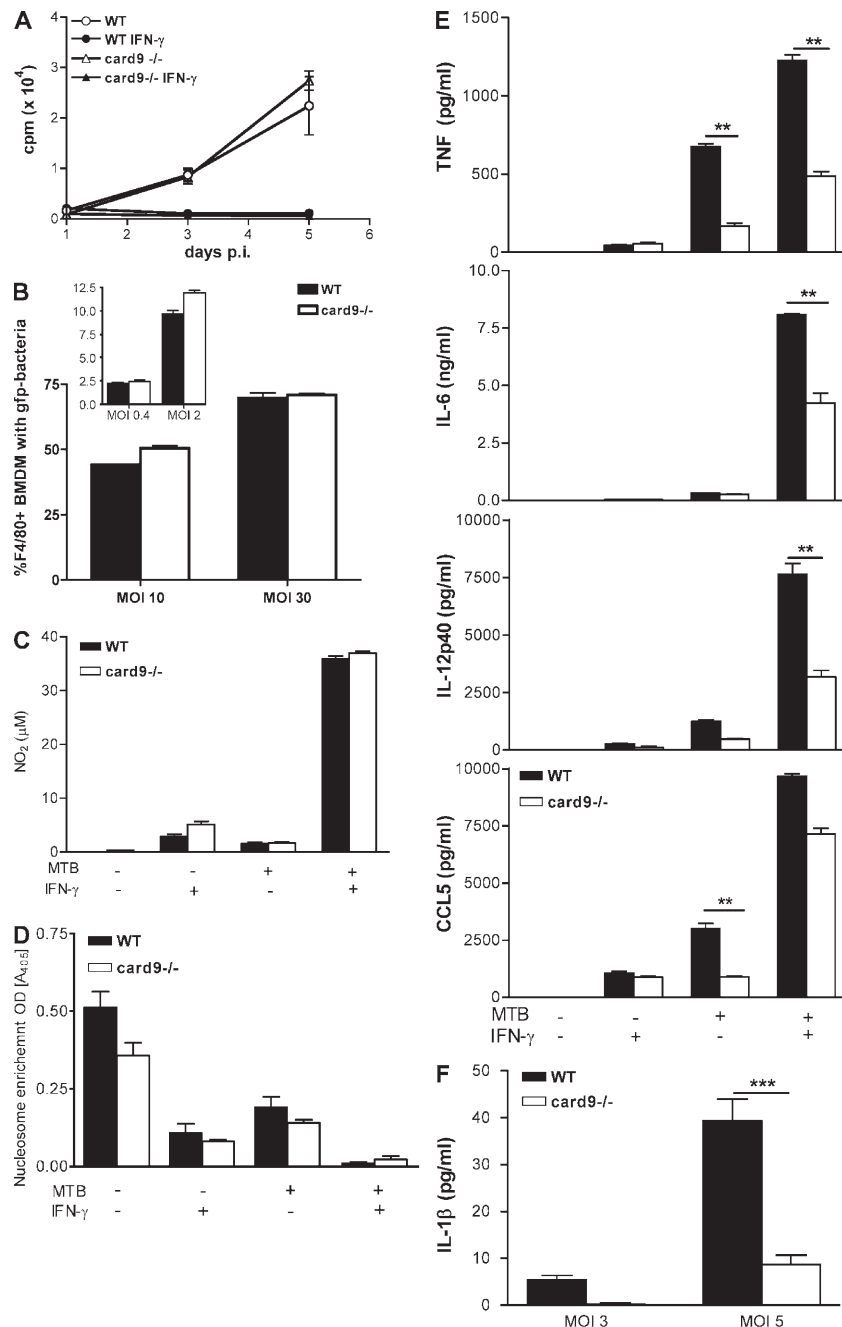 A
WT
WT IFN-γ
card9 -/-
card9-/- IFN-γ
cpm (x 10⁴)
4
3
2
1
0
1 2 3 4 5 6
days p.i.
B
WT
card9-/-
12.5
10.0
7.5
5.0
2.5
0.0
MOI 0.4 MOI 2
%F4/80+ BMDM with gfp-bacteria
75
50
25
0
MOI 10 MOI 30
C
WT
card9-/-
NO₂ (μM)
40
30
20
10
0
MTB - - + +
IFN-γ - + - +
D
WT
card9-/-
Nucleosome enrichemnt OD [A₄₀₅]
0.75
0.50
0.25
0.00
MTB - - + +
IFN-γ - + - +
E
TNF (pg/ml)
1500
1000
500
0
** **
IL-6 (ng/ml)
10.0
7.5
5.0
2.5
0.0
**
IL-12p40 (pg/ml)
10000
7500
5000
2500
0
**
CCL5 (pg/ml)
WT
card9-/-
10000
7500
5000
2500
0
**
MTB - - + +
IFN-γ - + - +
F
WT
card9-/-
IL-1β (pg/ml)
50
40
30
20
10
0
***
MOI 3 MOI 5